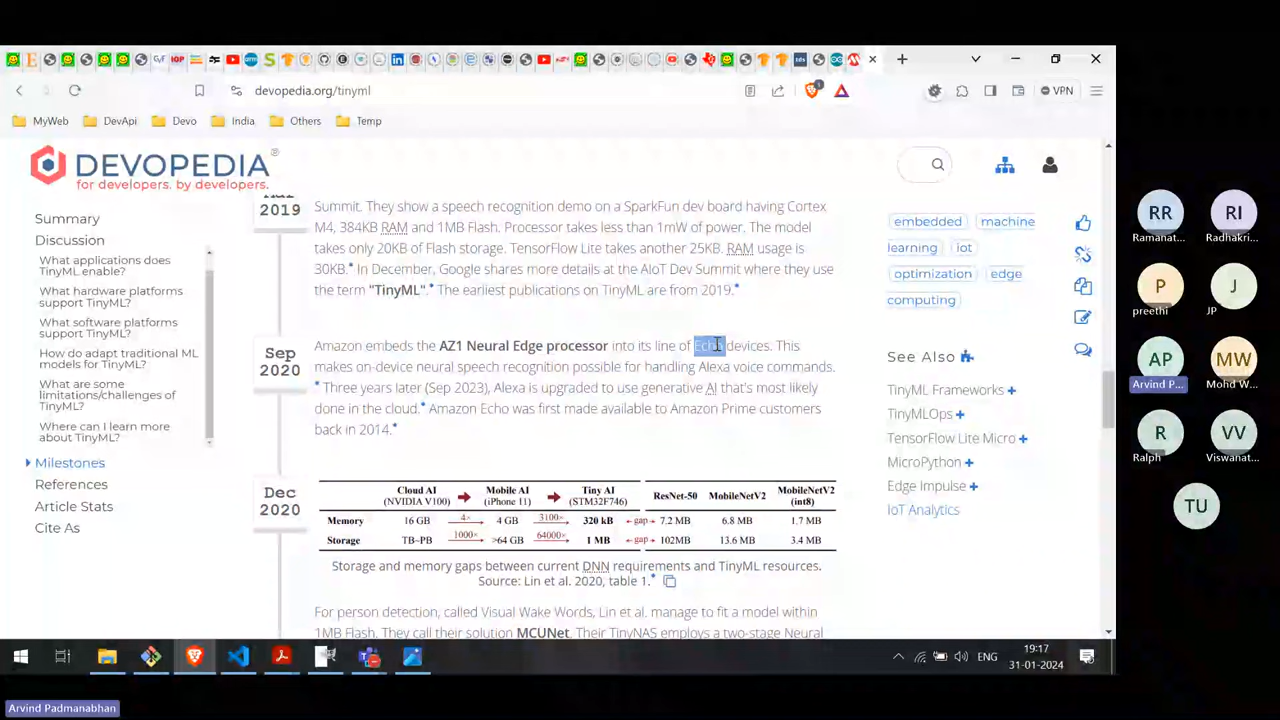 devopedia.org/tinyml
VPN
MyWeb
DevApi
Devo
India
Others
Temp
DEVOPEDIA
for developers. by developers.
Summary
Discussion
What applications does
TinyML enable?
What hardware platforms
support TinyML?
What software platforms
support TinyML?
How do adapt traditional ML
models for TinyML?
What are some
limitations/challenges of
TinyML?
Where can I learn more
about TinyML?
Milestones
References
Article Stats
Cite As
2019
Summit. They show a speech recognition demo on a SparkFun dev board having Cortex
M4, 384KB RAM and 1MB Flash. Processor takes less than 1mW of power. The model
takes only 20KB of Flash storage. TensorFlow Lite takes another 25KB. RAM usage is
30KB.* In December, Google shares more details at the AIoT Dev Summit where they use
the term "TinyML".* The earliest publications on TinyML are from 2019.*
Sep
2020
Amazon embeds the AZ1 Neural Edge processor into its line of Echo devices. This
makes on-device neural speech recognition possible for handling Alexa voice commands.
* Three years later (Sep 2023), Alexa is upgraded to use generative AI that's most likely
done in the cloud.* Amazon Echo was first made available to Amazon Prime customers
back in 2014.*
Dec
2020
Cloud AI Mobile AI Tiny AI ResNet-50 MobileNetV2 MobileNetV2
(NVIDIA V100) (iPhone 11) (STM32F746) (int8)
Memory 16 GB 4× 4 GB 3100× 320 kB gap 7.2 MB 6.8 MB 1.7 MB
Storage TB~PB 1000× >64 GB 64000× 1 MB gap 102MB 13.6 MB 3.4 MB
Storage and memory gaps between current DNN requirements and TinyML resources.
Source: Lin et al. 2020, table 1.*
For person detection, called Visual Wake Words, Lin et al. manage to fit a model within
1MB Flash. They call their solution MCUNet. Their TinyNAS employs a two-stage Neural
embedded machine
learning iot
optimization edge
computing
See Also
TinyML Frameworks +
TinyMLOps +
TensorFlow Lite Micro +
MicroPython +
Edge Impulse +
IoT Analytics
ENG
19:17
31-01-2024
RR
Ramanat...
RI
Radhakri...
P
preethi
J
JP
AP
Arvind P...
MW
Mohd W...
R
Ralph
VV
Viswanat...
TU
Arvind Padmanabhan